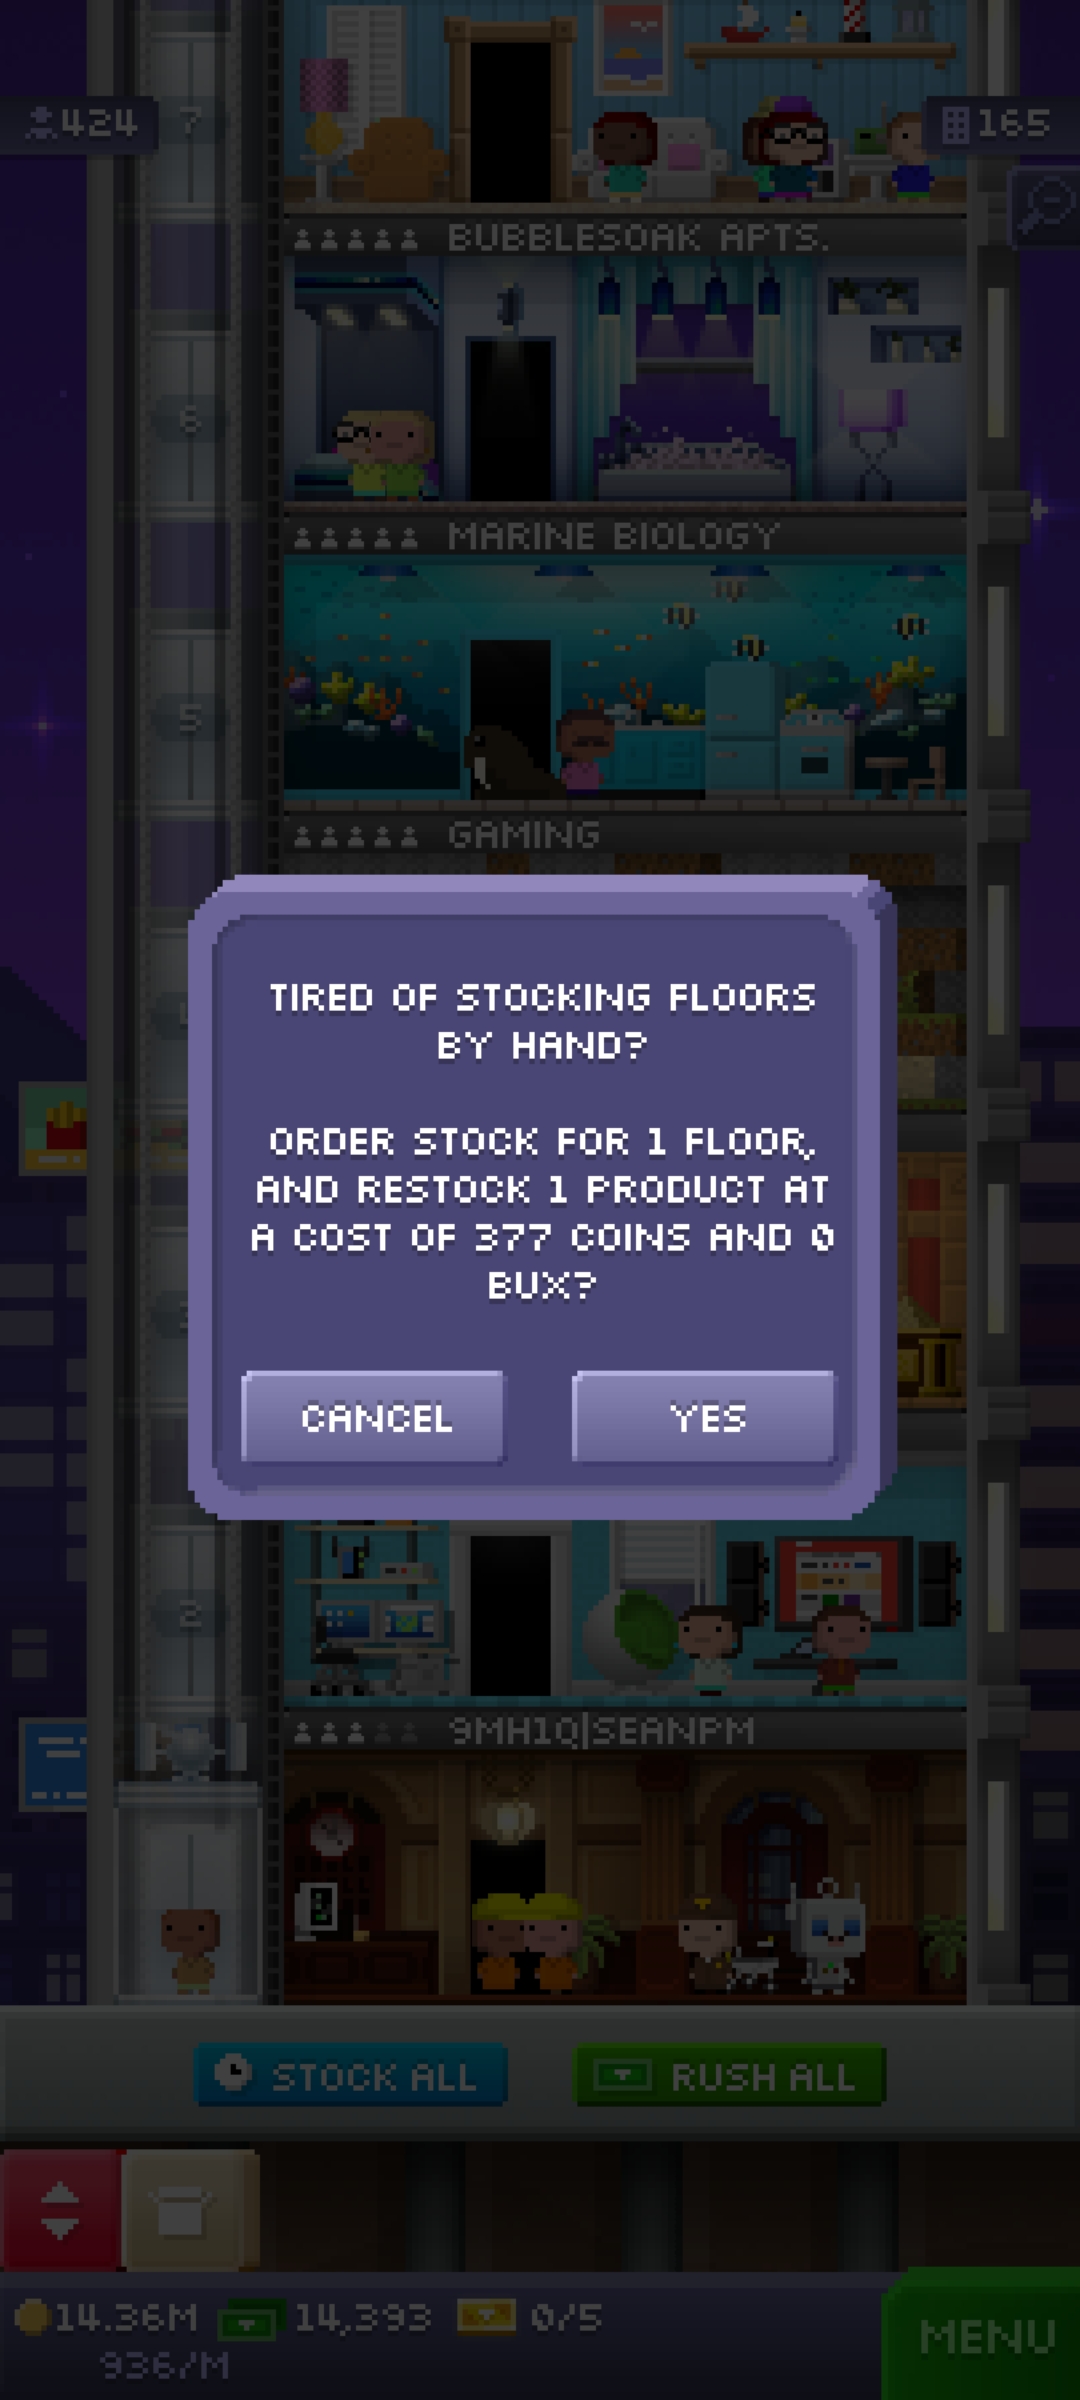 424
7
165
BUBBLESOAK APTS.
6
MARINE BIOLOGY
5
GAMING
TIRED OF STOCKING FLOORS
BY HAND?
ORDER STOCK FOR 1 FLOOR,
AND RESTOCK 1 PRODUCT AT
A COST OF 377 COINS AND 0
BUX?
CANCEL
YES
2
9MH1Q|SEANPM
STOCK ALL
RUSH ALL
14.36M
14,393
0/5
MENU
936/M